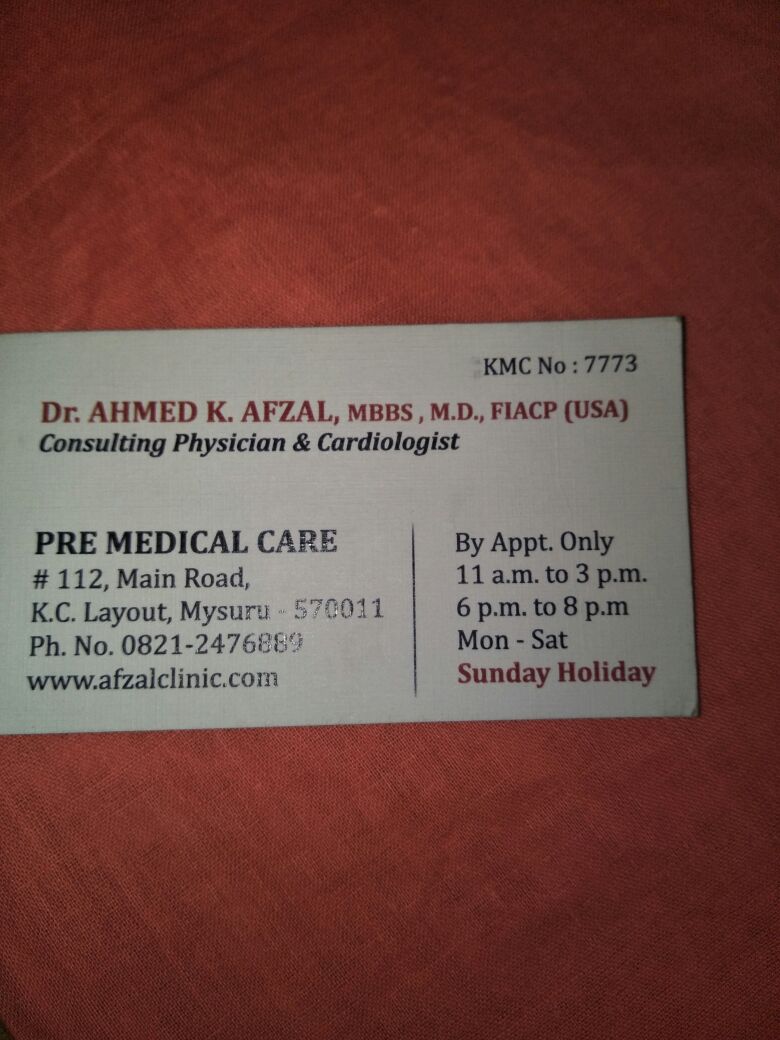 KMC No : 7773
Dr. AHMED K. AFZAL, MBBS , M.D., FIACP (USA)
Consulting Physician & Cardiologist
PRE MEDICAL CARE
# 112, Main Road,
K.C. Layout, Mysuru - 570011
Ph. No. 0821-2476889
www.afzalclinic.com
By Appt. Only
11 a.m. to 3 p.m.
6 p.m. to 8 p.m
Mon - Sat
Sunday Holiday